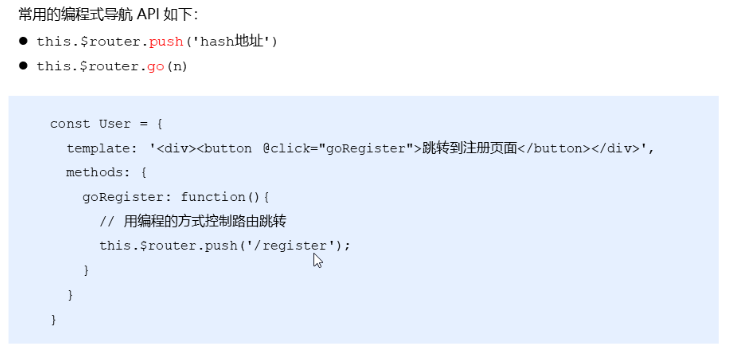 常用的编程式导航 API 如下：
● this.$router.push('hash地址')
● this.$router.go(n)
const User = {
  template: '<div><button @click="goRegister">跳转到注册页面</button></div>',
  methods: {
    goRegister: function(){
      // 用编程的方式控制路由跳转
      this.$router.push('/register');
    }
  }
}